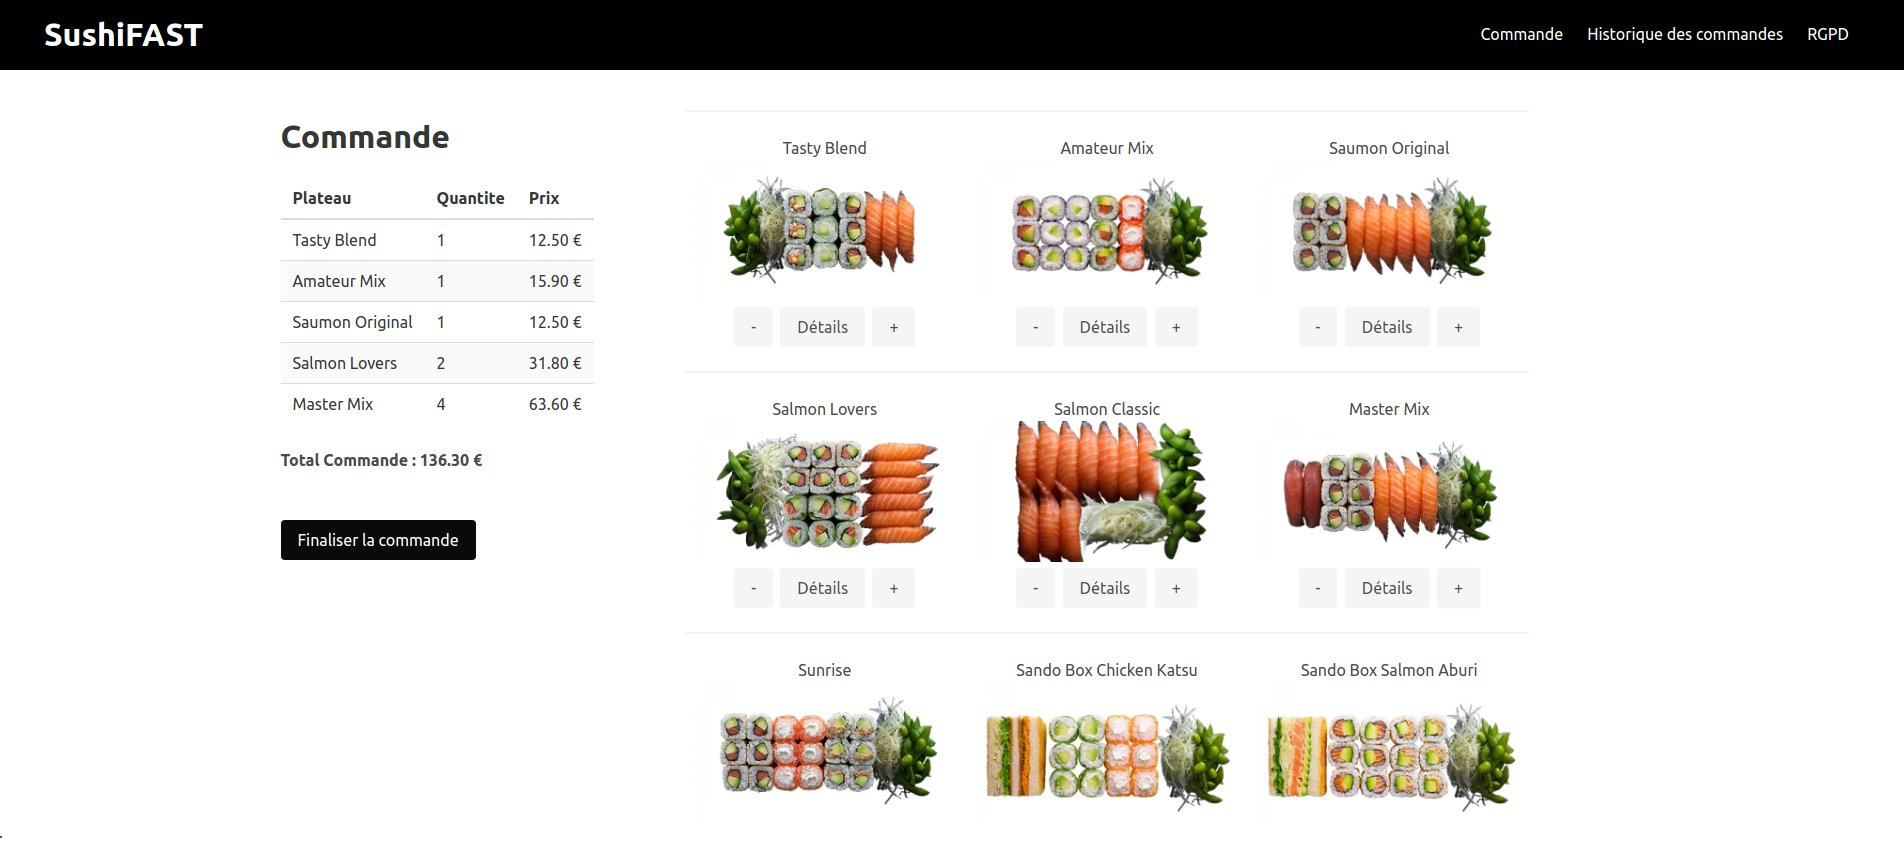 SushiFAST
Commande Historique des commandes RGPD
Commande
Plateau Quantite Prix
Tasty Blend 1 12.50 €
Amateur Mix 1 15.90 €
Saumon Original 1 12.50 €
Salmon Lovers 2 31.80 €
Master Mix 4 63.60 €
Total Commande : 136.30 €
Finaliser la commande
Tasty Blend Amateur Mix Saumon Original
- Détails + - Détails + - Détails +
Salmon Lovers Salmon Classic Master Mix
- Détails + - Détails + - Détails +
Sunrise Sando Box Chicken Katsu Sando Box Salmon Aburi